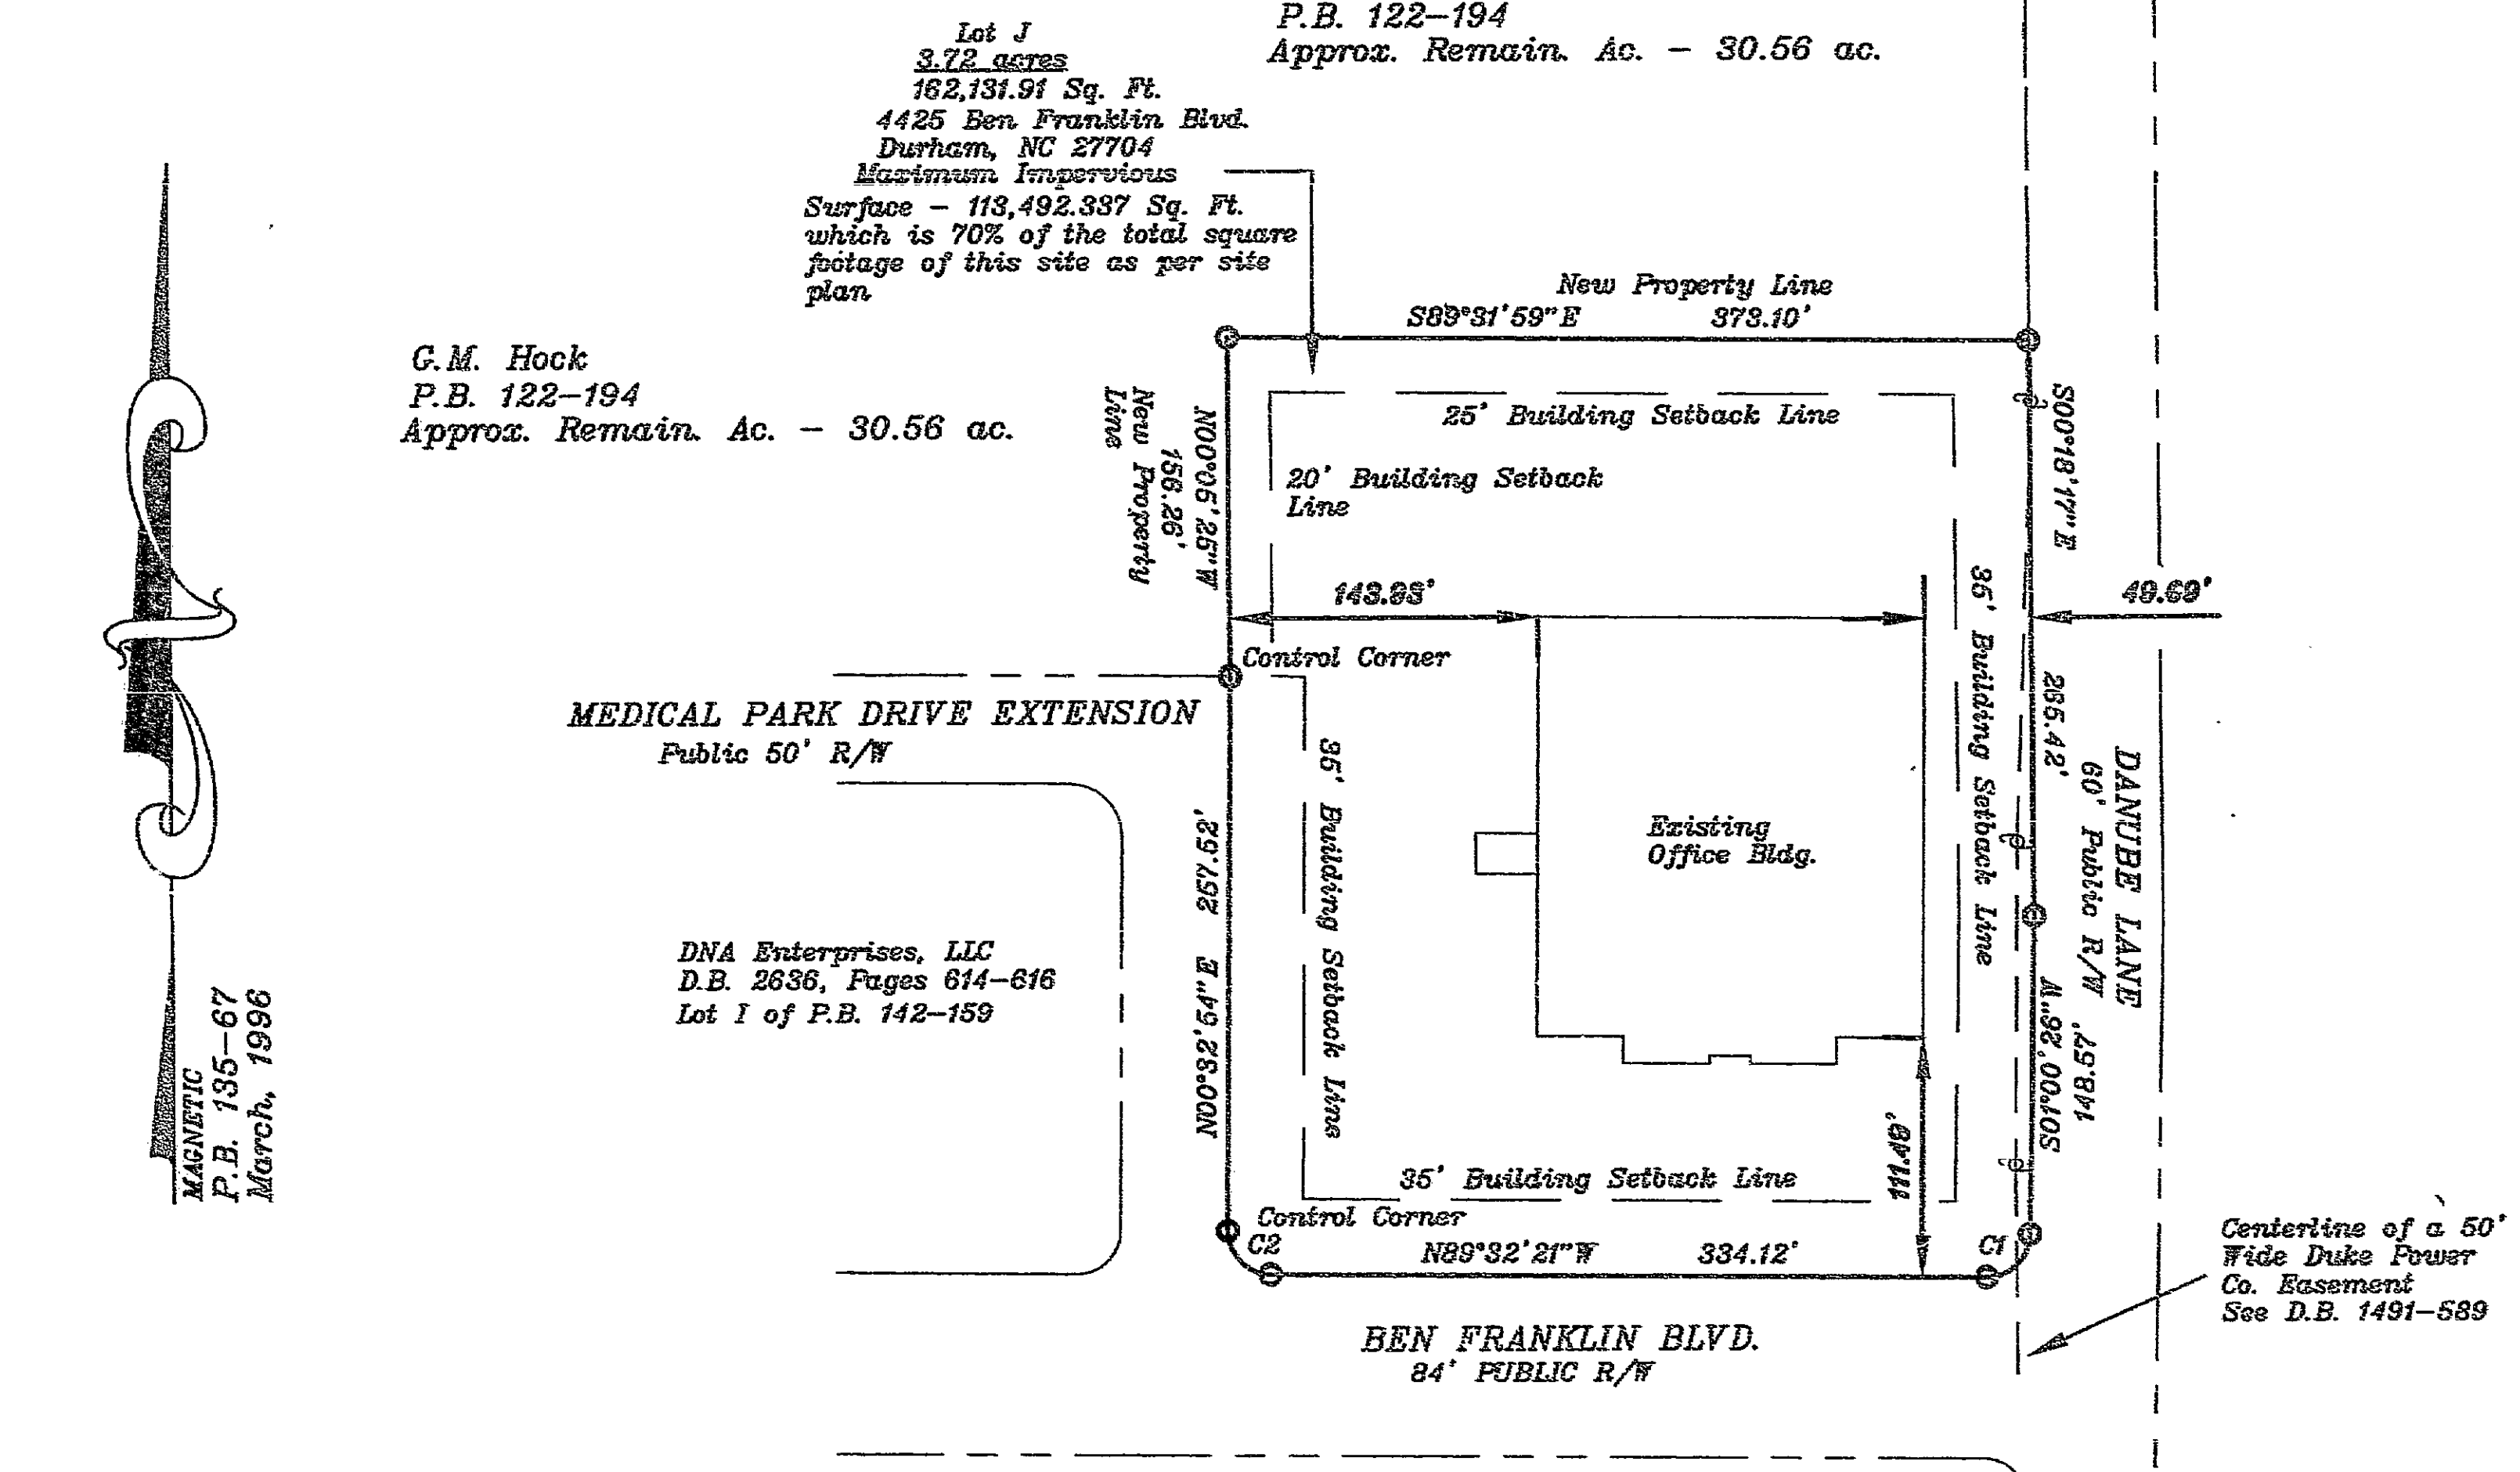 P.B. 122–194
Approx. Remain. Ac. – 30.56 ac.
Lot J
3.72 acres
162,131.91 Sq. Ft.
4425 Ben Franklin Blvd.
Durham, NC 27704
Maximum Impervious
Surface – 113,492.337 Sq. Ft.
which is 70% of the total square
footage of this site as per site
plan
New Property Line
S89°31'59"E 373.10'
G.M. Hock
P.B. 122–194
Approx. Remain. Ac. – 30.56 ac.
New Property
Line
N00°06'26"W
156.26'
25' Building Setback Line
20' Building Setback
Line
S00°18'17"E
265.42'
143.98'
49.69'
Control Corner
MEDICAL PARK DRIVE EXTENSION
Public 50' R/W
35' Building Setback Line
35' Building Setback Line
Existing
Office Bldg.
DANUBE LANE
60' Public R/W
N00°32'54"E 257.52'
DNA Enterprises, LLC
D.B. 2636, Pages 614–616
Lot I of P.B. 142–159
S01°00'26"W
148.57'
111.49'
MAGNETIC
P.B. 135–67
March, 1996
35' Building Setback Line
Control Corner
C2
N89°32'21"W 334.12'
C1
Centerline of a 50'
Wide Duke Power
Co. Easement
See D.B. 1491–589
BEN FRANKLIN BLVD.
84' PUBLIC R/W